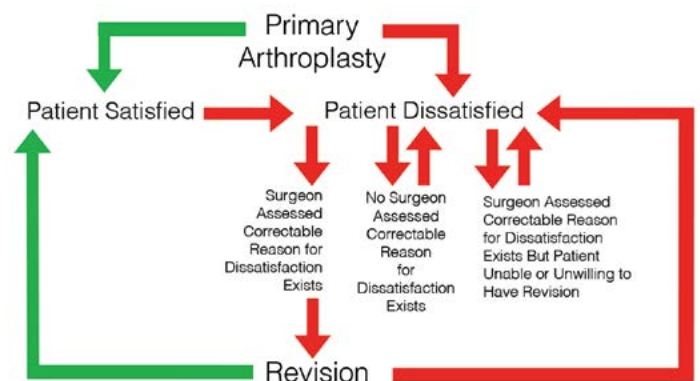 Primary
Arthroplasty
Patient Satisfied
Patient Dissatisfied
Surgeon
Assessed
Correctable
Reason for
Dissatisfaction
Exists
No Surgeon
Assessed
Correctable
Reason
for
Dissatisfaction
Exists
Surgeon Assessed
Correctable Reason
for Dissatisfaction
Exists But Patient
Unable or Unwilling to
Have Revision
Revision